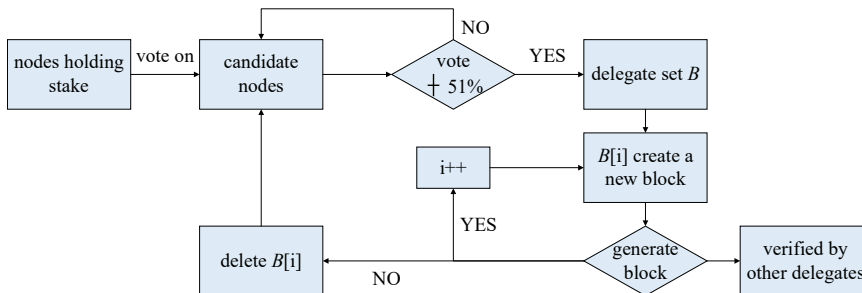 NO
nodes holding
stake
vote on
candidate
nodes
vote
51%
YES
delegate set B
i++
B[i] create a
new block
YES
delete B[i]
NO
generate
block
verified by
other delegates